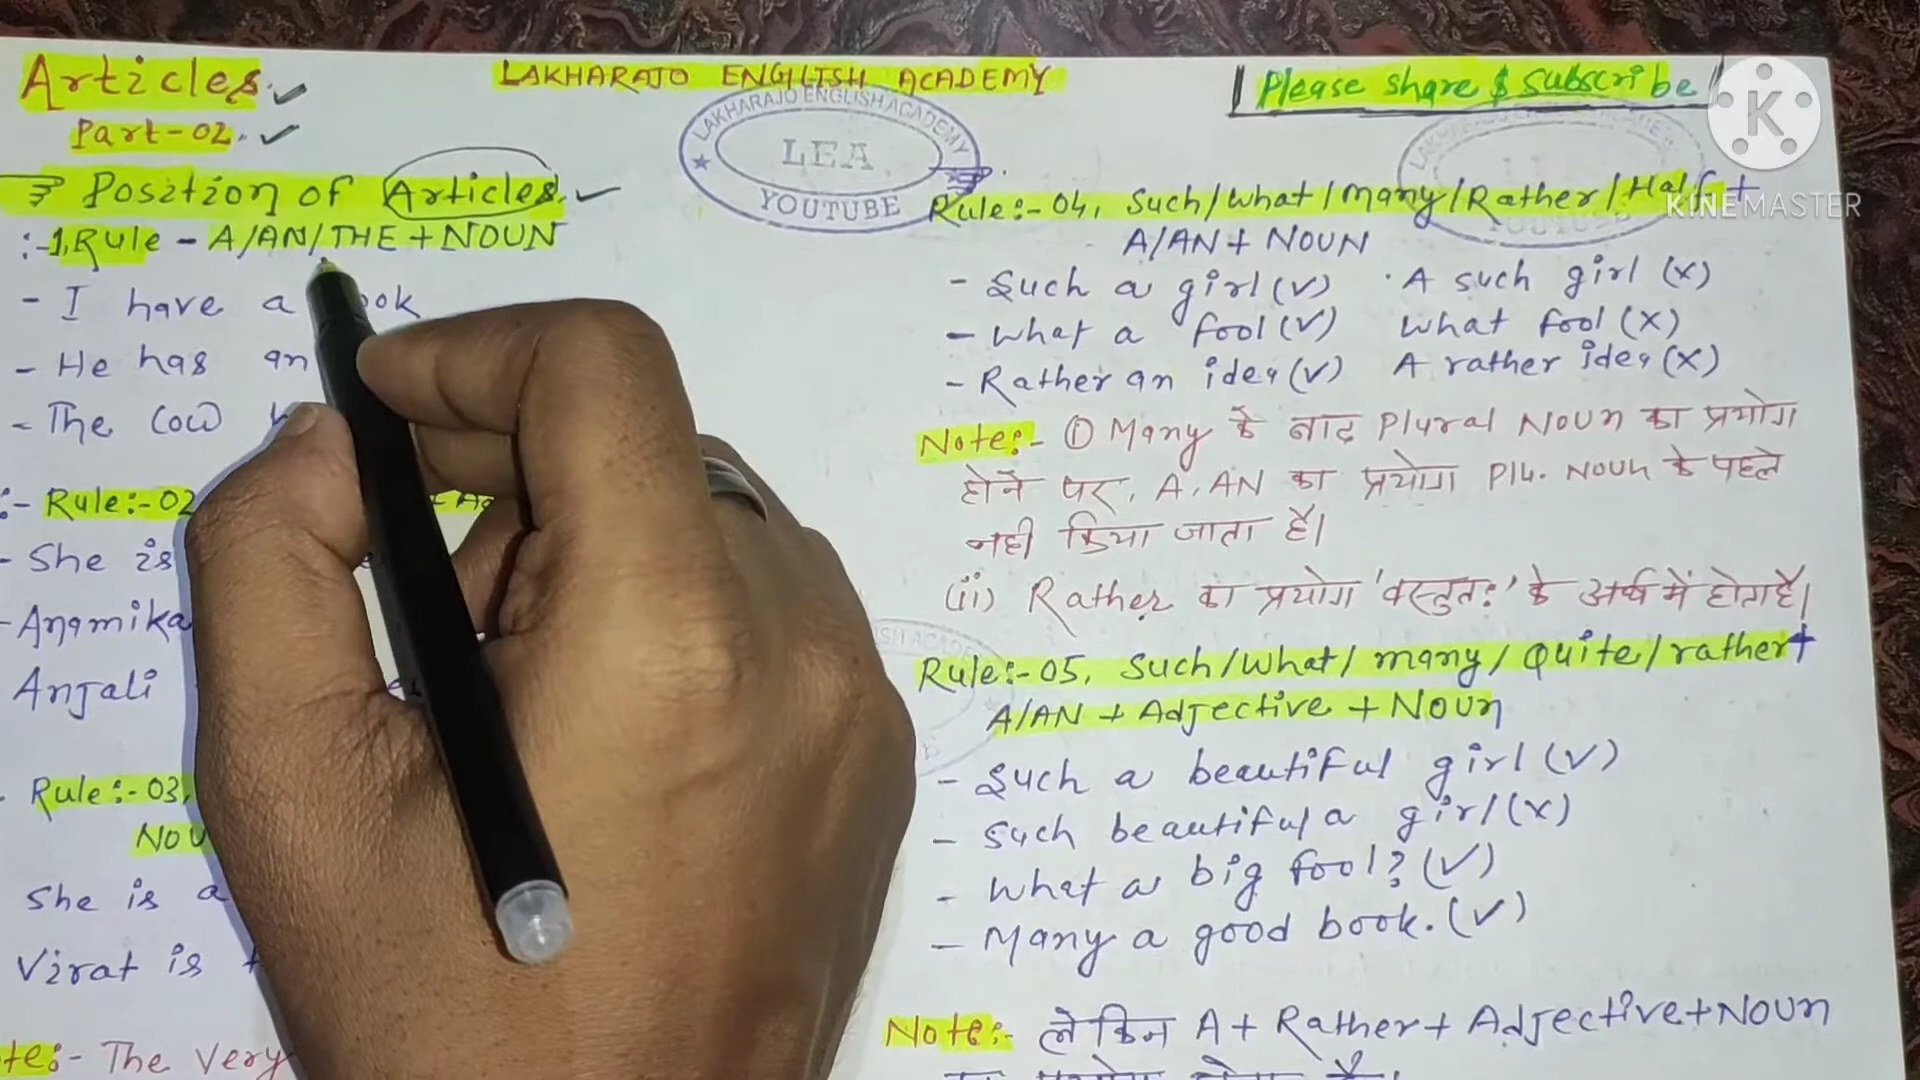 Articles
Part-02.
Position of Articles.
:-1,Rule - A/AN/THE + NOUN
- I have a
- He has an
- The cow
:- Rule:-02
- She is
- Anamika
Anjali
Rule:-03,
She is a
Virat is
:- The very
LAKHARAJO ENGLISH ACADEMY
LAKHARAJO ENGLISH ACADEMY
LEA
YOUTUBE
Please share & subscribe
KINEMASTER
Rule:-04, Such/what/many/Rather/Half +
A/AN + NOUN
- Such a girl (✓) · A such girl (x)
- What a fool (✓) What fool (x)
- Rather an idea (✓) A rather idea (x)
Note:- ① Many के बाद Plural Noun का प्रयोग
होने पर, A, AN का प्रयोग Plu. Noun के पहले
नही किया जाता है।
(ii) Rather का प्रयोग 'वस्तुतः' के अर्थ में होता है।
Rule:-05, Such/what/many/Quite/rather+
A/AN + Adjective + Noun
- Such a beautiful girl (✓)
- Such beautiful a girl (x)
- What a big fool? (✓)
- Many a good book. (✓)
Note:- लेकिन A + Rather + Adjective + Noun